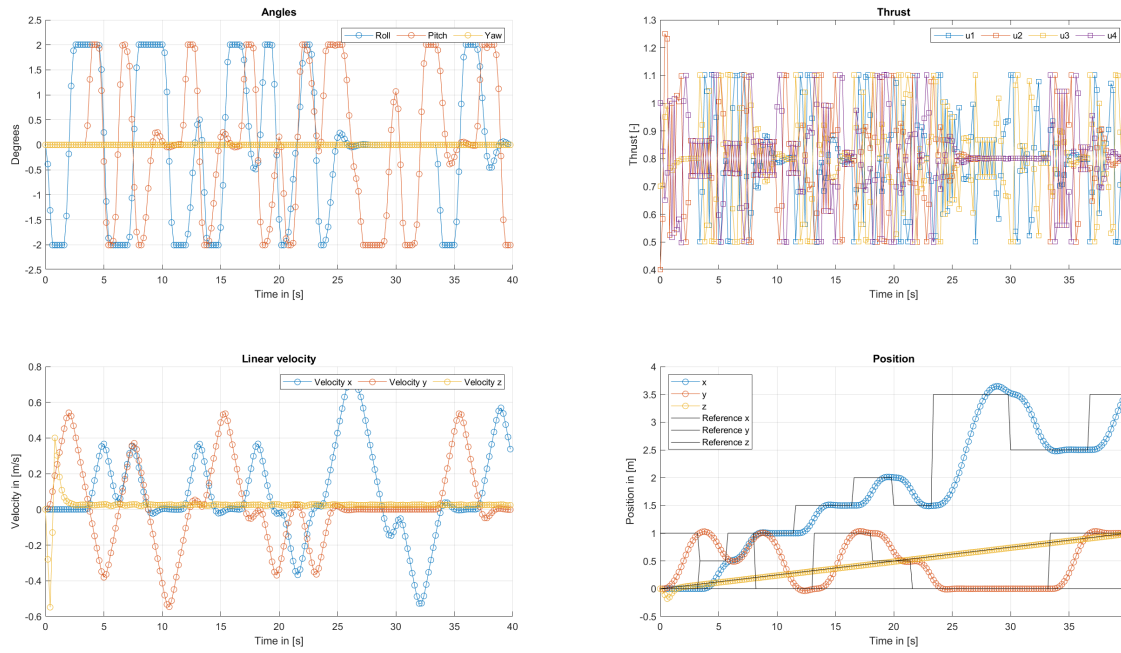 Angles
Roll Pitch Yaw
Degrees
2.5
2
1.5
1
0.5
0
-0.5
-1
-1.5
-2
-2.5
0 5 10 15 20 25 30 35 40
Time in [s]
Thrust
u1 u2 u3 u4
Thrust [-]
1.3
1.2
1.1
1
0.9
0.8
0.7
0.6
0.5
0.4
0 5 10 15 20 25 30 35 40
Time in [s]
Linear velocity
Velocity x Velocity y Velocity z
Velocity in [m/s]
0.8
0.6
0.4
0.2
0
-0.2
-0.4
-0.6
0 5 10 15 20 25 30 35 40
Time in [s]
Position
x
y
z
Reference x
Reference y
Reference z
Position in [m]
4
3.5
3
2.5
2
1.5
1
0.5
0
-0.5
0 5 10 15 20 25 30 35
Time in [s]